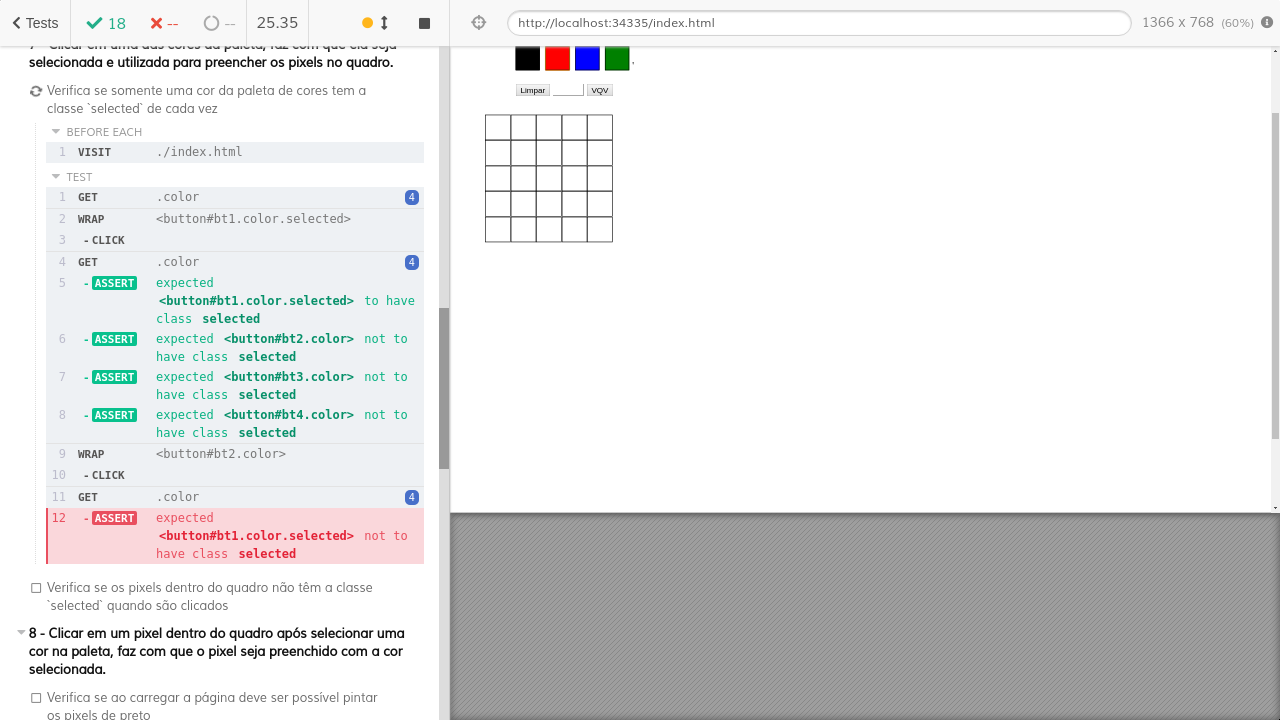 Tests
18
--
--
25.35
http://localhost:34335/index.html
1366 x 768 (60%)
7 - Clicar em uma das cores da paleta, faz com que ela seja
selecionada e utilizada para preencher os pixels no quadro.
Verifica se somente uma cor da paleta de cores tem a
classe `selected` de cada vez
BEFORE EACH
1 VISIT ./index.html
TEST
1 GET .color 4
2 WRAP <button#bt1.color.selected>
3 -CLICK
4 GET .color 4
5 -ASSERT expected
<button#bt1.color.selected> to have
class selected
6 -ASSERT expected <button#bt2.color> not to
have class selected
7 -ASSERT expected <button#bt3.color> not to
have class selected
8 -ASSERT expected <button#bt4.color> not to
have class selected
9 WRAP <button#bt2.color>
10 -CLICK
11 GET .color 4
12 -ASSERT expected
<button#bt1.color.selected> not to
have class selected
Verifica se os pixels dentro do quadro não têm a classe
`selected` quando são clicados
8 - Clicar em um pixel dentro do quadro após selecionar uma
cor na paleta, faz com que o pixel seja preenchido com a cor
selecionada.
Verifica se ao carregar a página deve ser possível pintar
os pixels de preto
.
Limpar
VQV